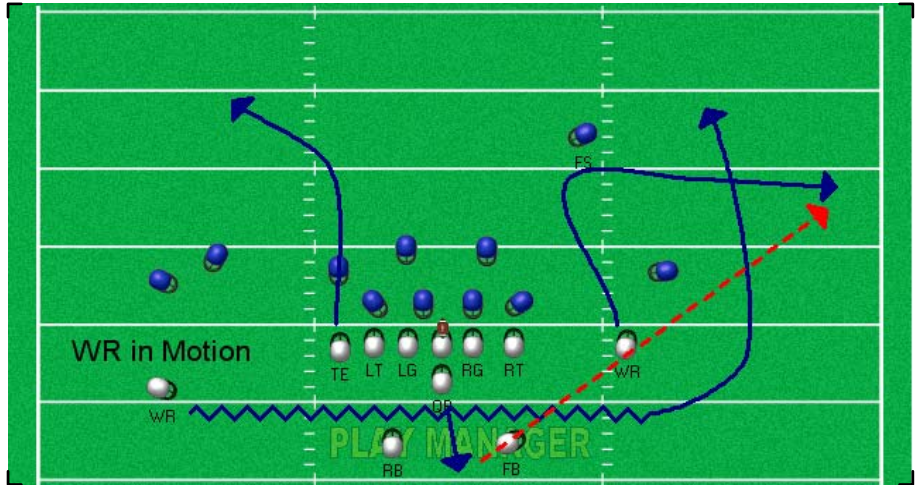 FS
WR in Motion
TE LT LG RG RT WR
WR QB
PLAY MANAGER
RB FB